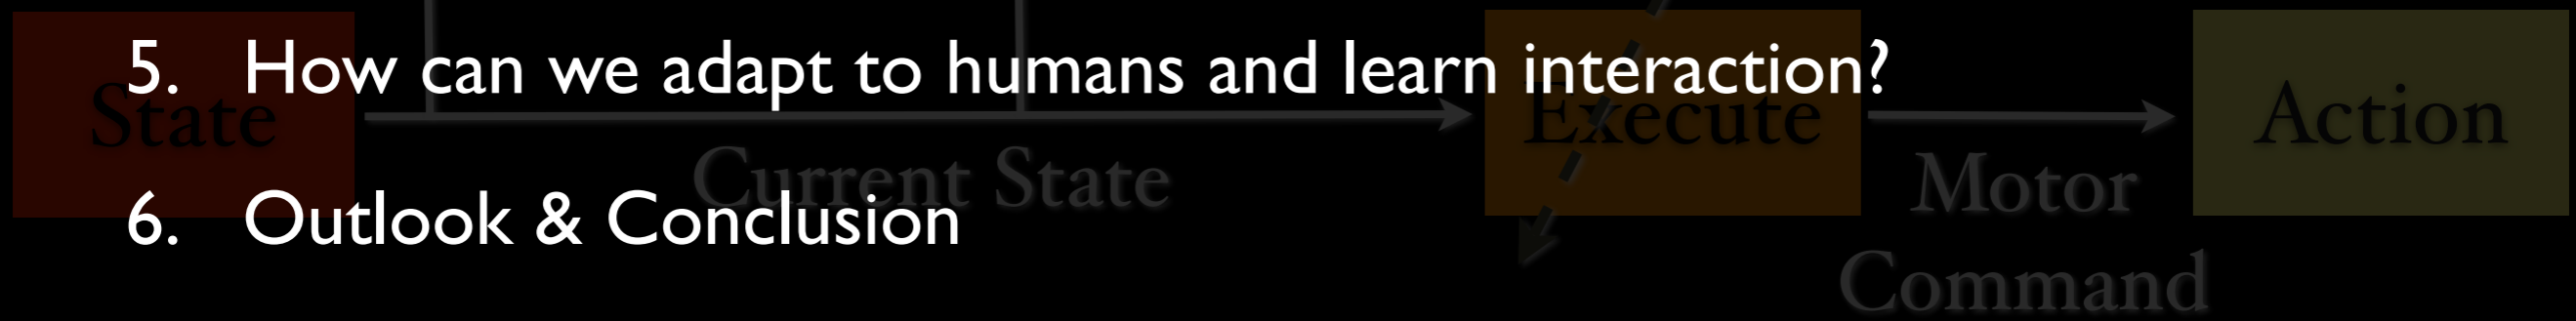 5. How can we adapt to humans and learn interaction?
State
Execute
Action
Current State
Motor
Command
6. Outlook & Conclusion